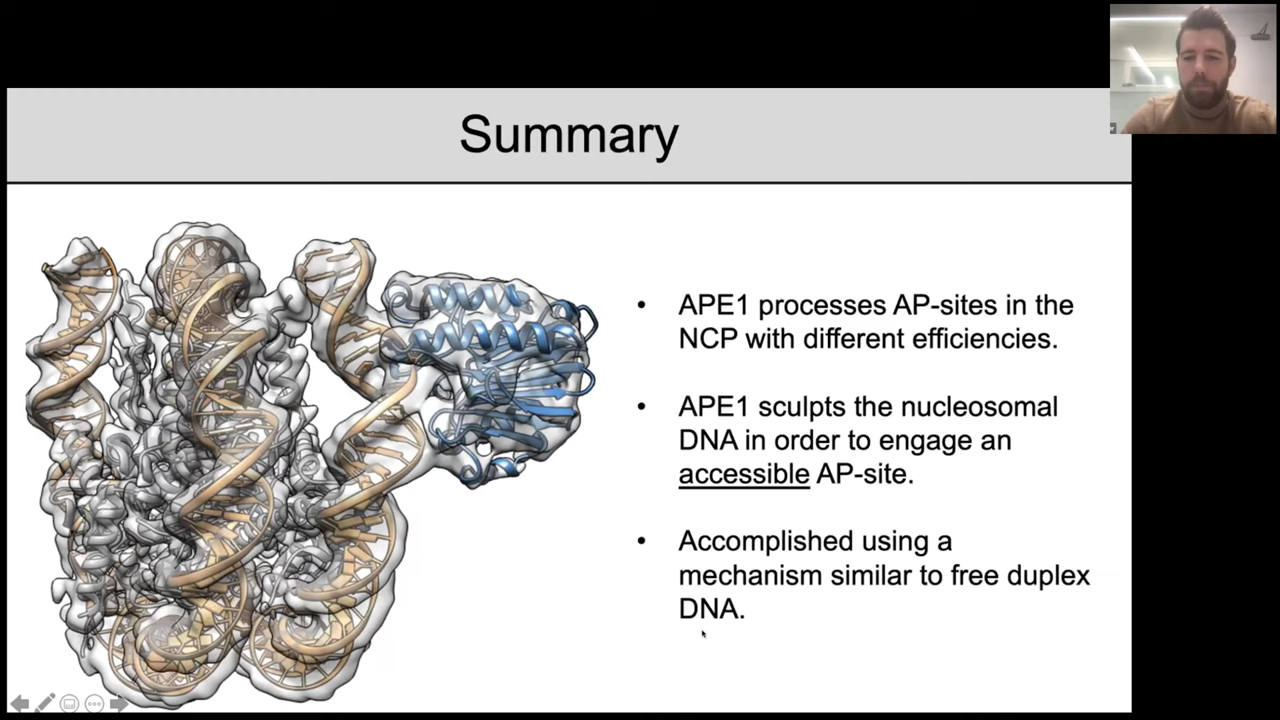 Summary
• APE1 processes AP-sites in the
NCP with different efficiencies.
• APE1 sculpts the nucleosomal
DNA in order to engage an
accessible AP-site.
• Accomplished using a
mechanism similar to free duplex
DNA.